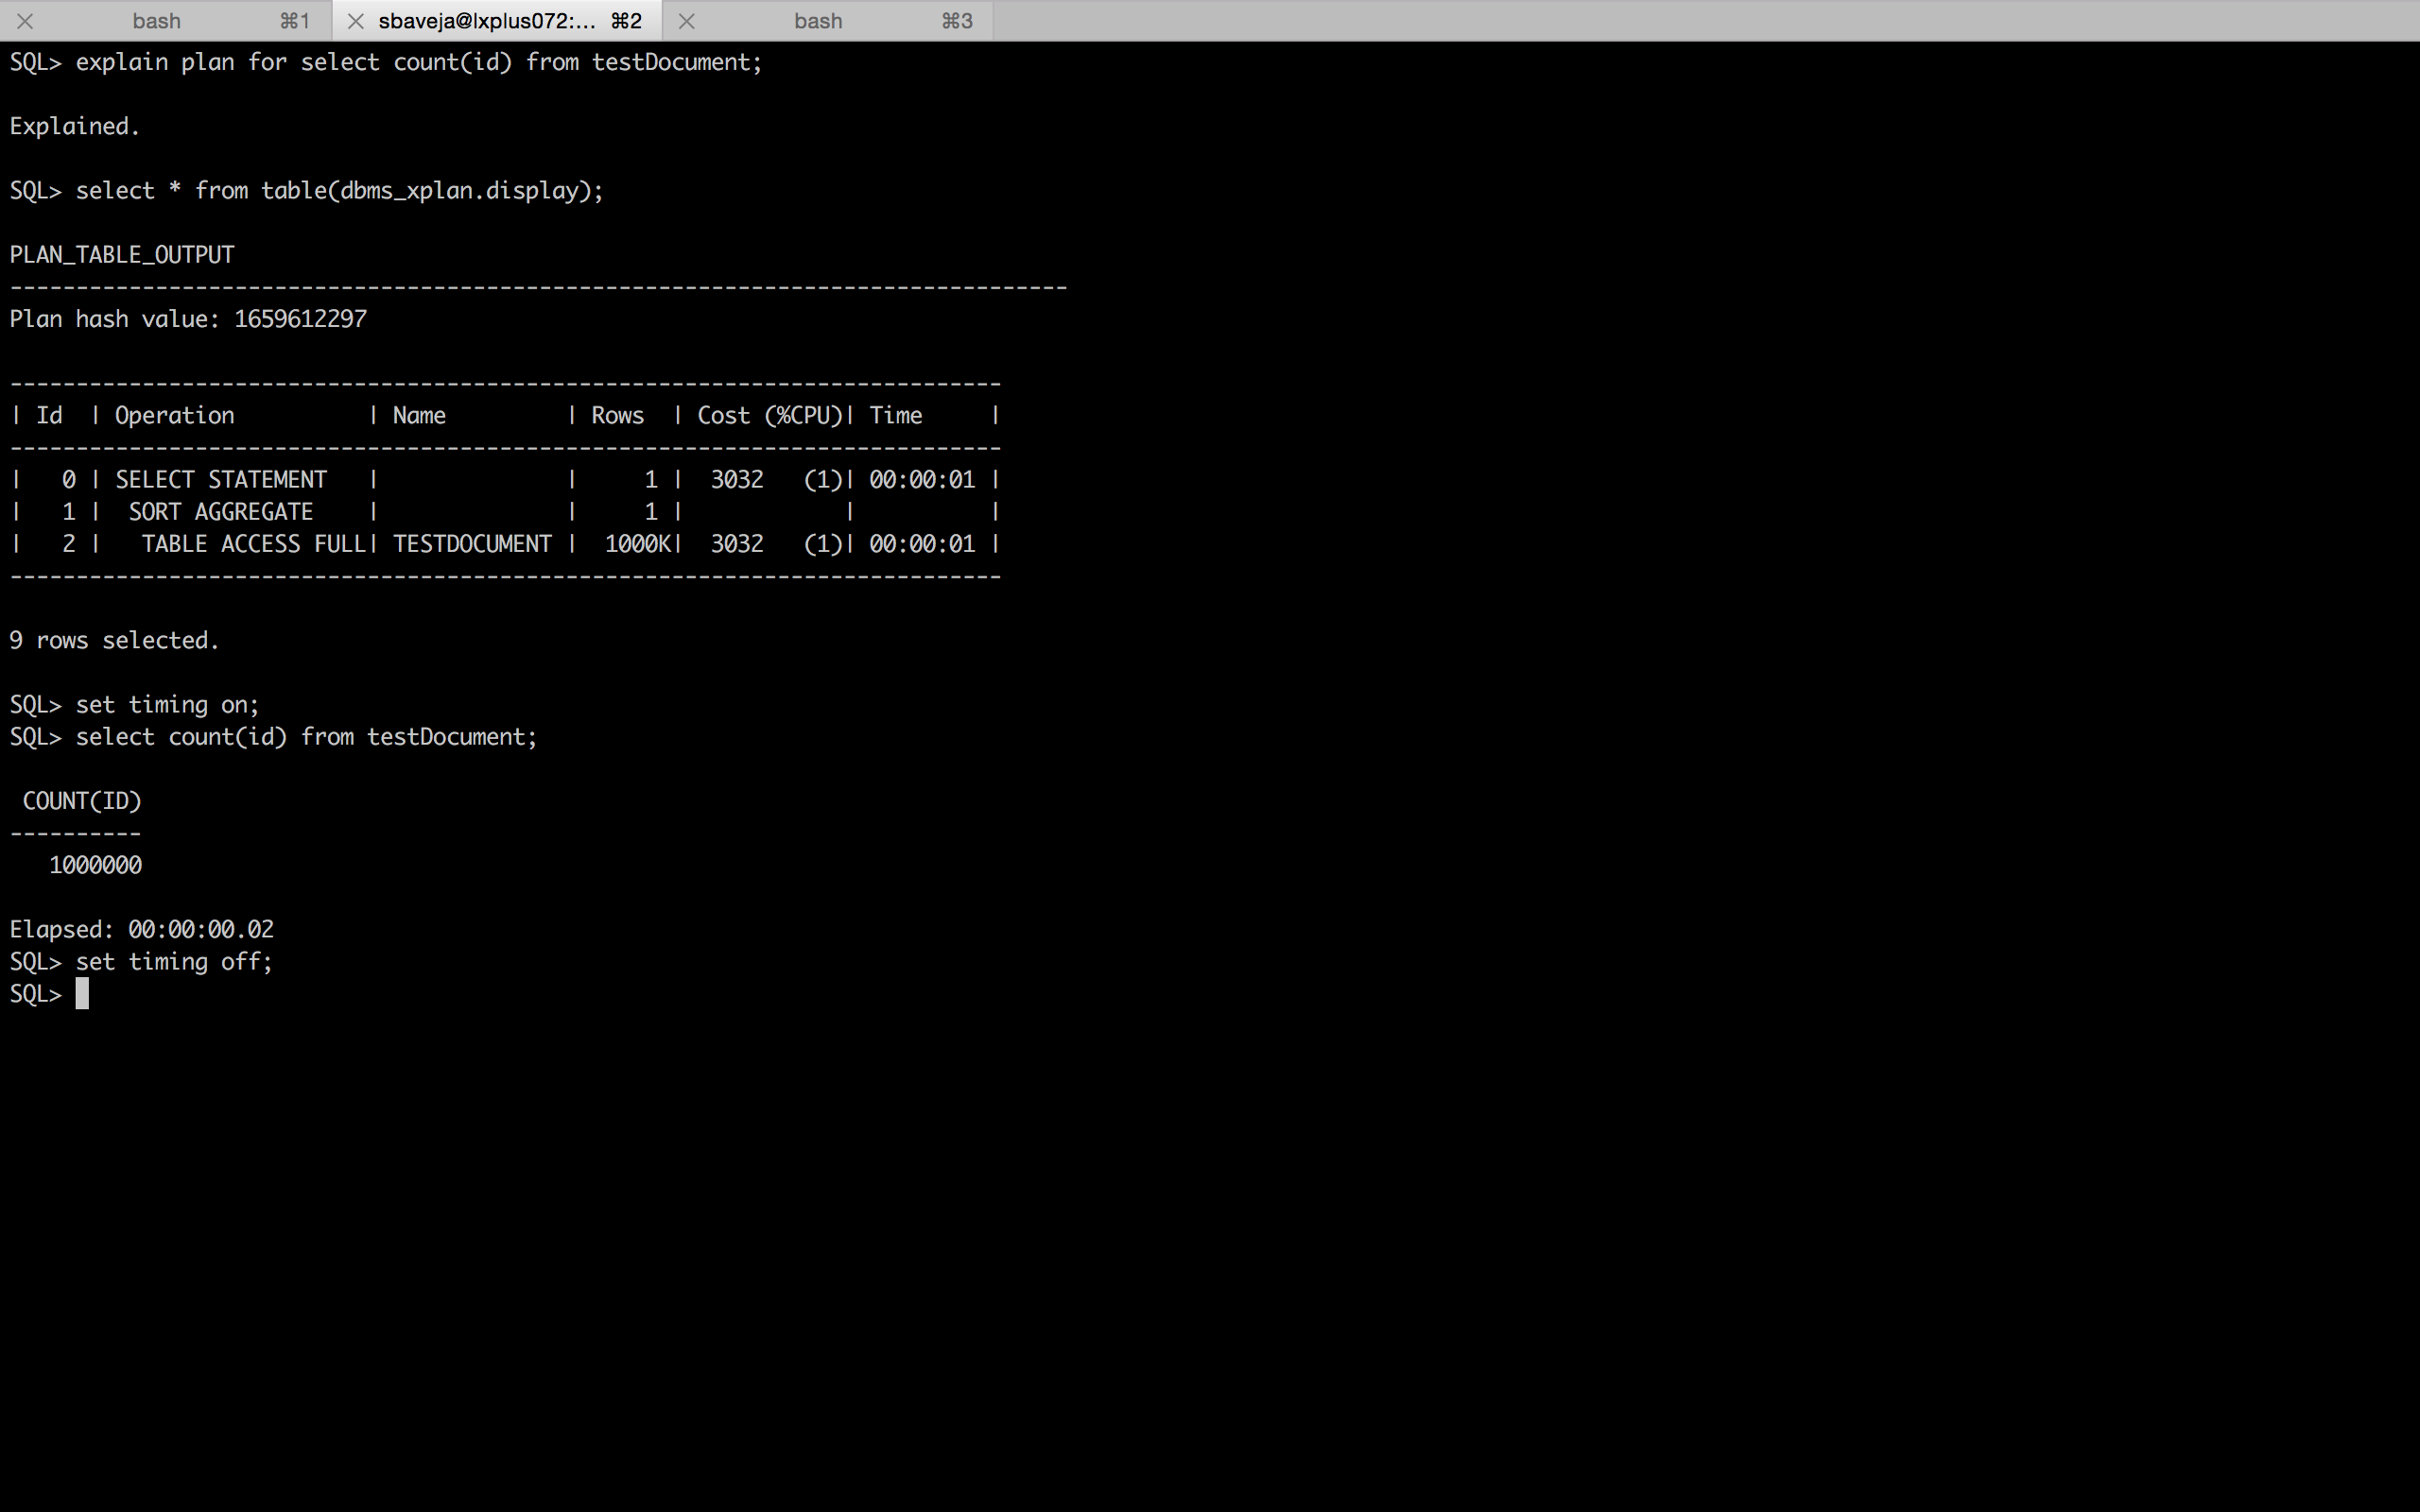 bash ⌘1 sbaveja@lxplus072:... ⌘2 bash ⌘3
SQL> explain plan for select count(id) from testDocument;
Explained.
SQL> select * from table(dbms_xplan.display);
PLAN_TABLE_OUTPUT
--------------------------------------------------------------------------------
Plan hash value: 1659612297
---------------------------------------------------------------------------
| Id  | Operation          | Name         | Rows  | Cost (%CPU)| Time     |
---------------------------------------------------------------------------
|   0 | SELECT STATEMENT   |              |     1 |  3032   (1)| 00:00:01 |
|   1 |  SORT AGGREGATE    |              |     1 |            |          |
|   2 |   TABLE ACCESS FULL| TESTDOCUMENT |  1000K|  3032   (1)| 00:00:01 |
---------------------------------------------------------------------------
9 rows selected.
SQL> set timing on;
SQL> select count(id) from testDocument;
 COUNT(ID)
----------
   1000000
Elapsed: 00:00:00.02
SQL> set timing off;
SQL>